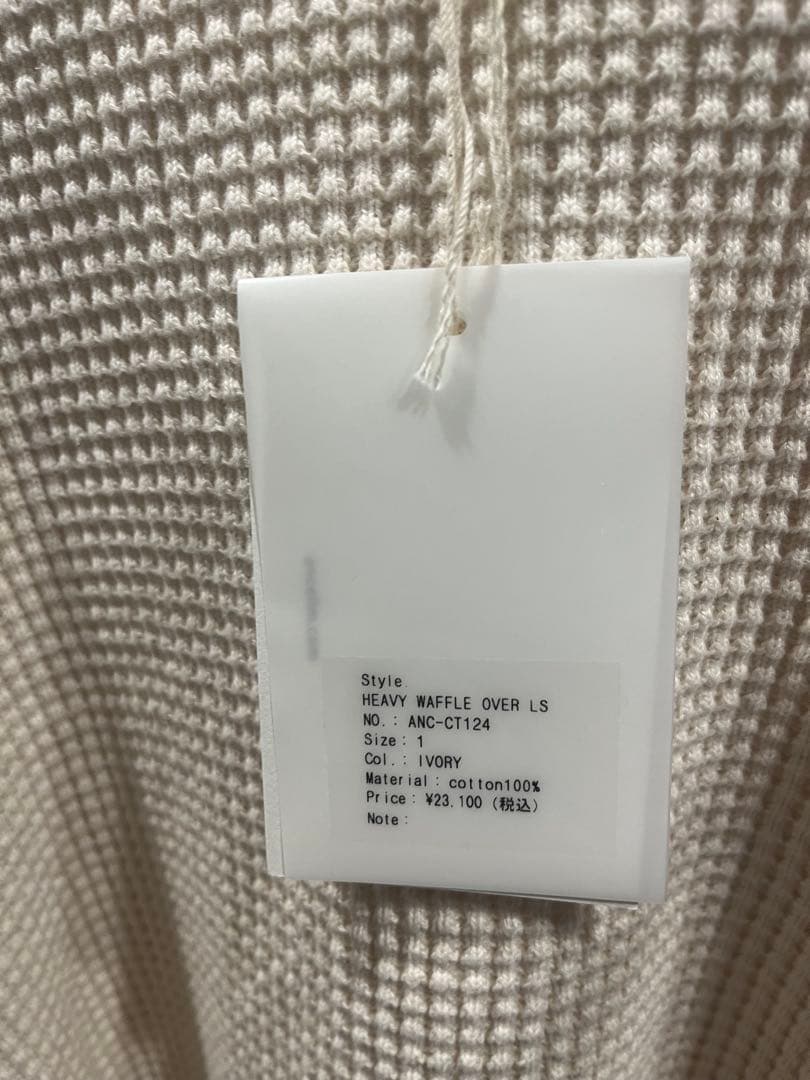 Style.
HEAVY WAFFLE OVER LS
NO.: ANC-CT124
Size: 1
Col.: IVORY
Material: cotton100%
Price: ¥23,100 (税込)
Note: